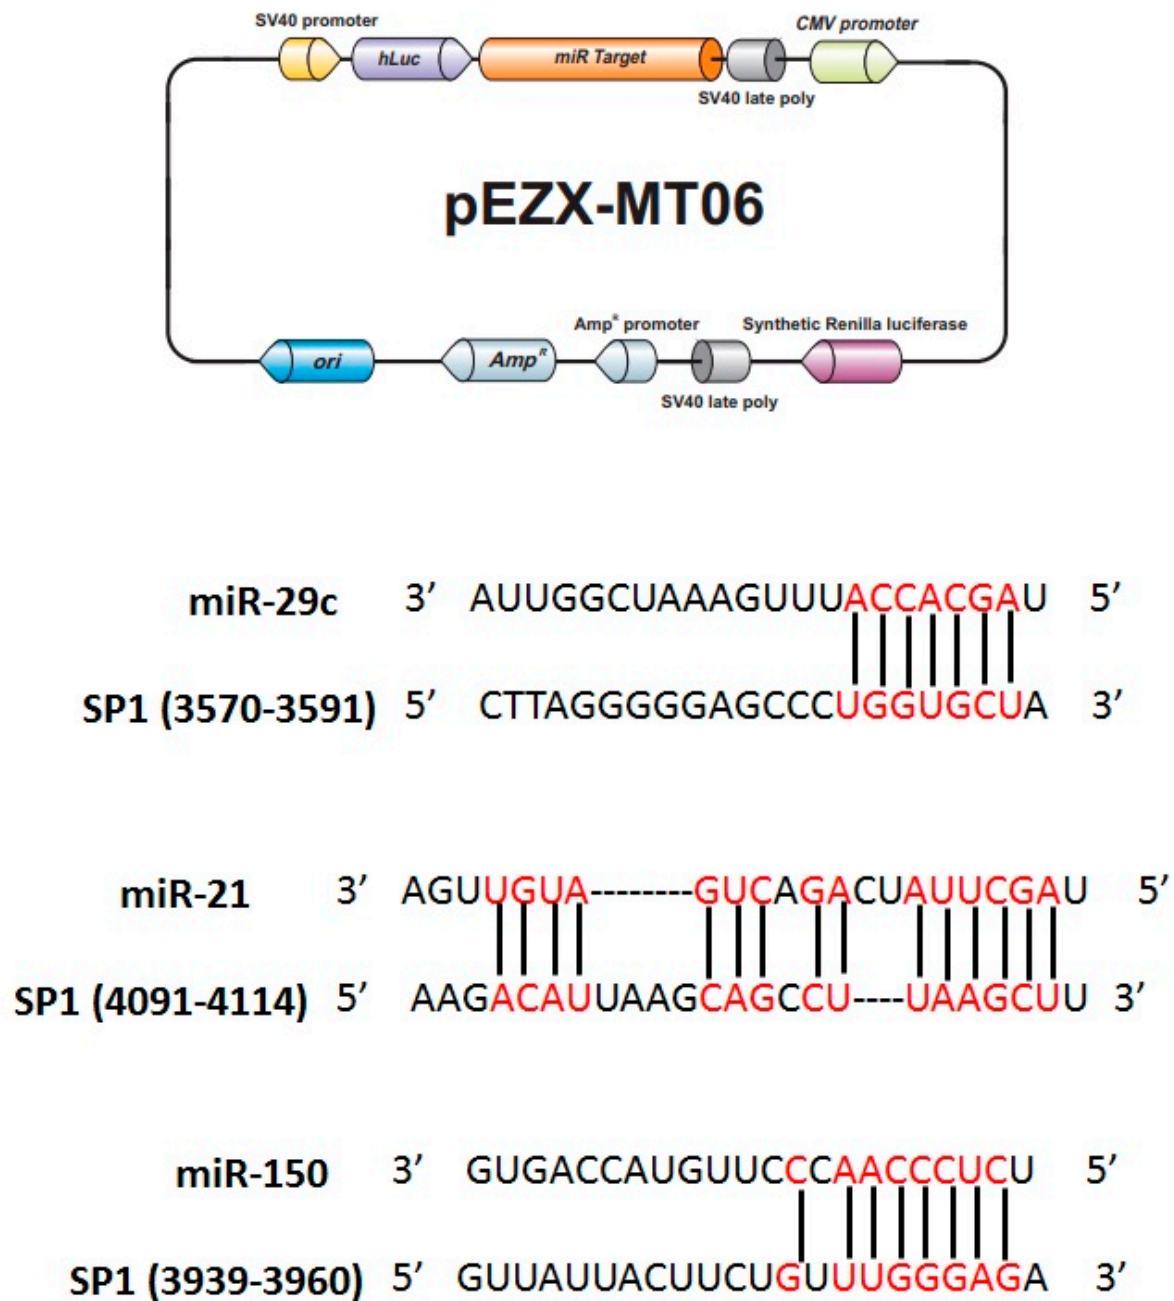 SV40 promoter
CMV promoter
hLuc
miR Target
SV40 late poly
pEZX-MT06
Amp^R promoter
Synthetic Renilla luciferase
ori
Amp^R
SV40 late poly
miR-29c 3’ AUUGGCUAAAGUUUACCACGAU 5’
SP1 (3570-3591) 5’ CTTAGGGGGAGCCCUGGUGCUA 3’
miR-21 3’ AGUUGUA--------GUCAGACUAUUCGAU 5’
SP1 (4091-4114) 5’ AAGACAUUAAGCAGCCU----UAAGCUU 3’
miR-150 3’ GUGACCAUGUUCCCAACCCUCU 5’
SP1 (3939-3960) 5’ GUUAUUACUUCUGUUUGGGAGA 3’